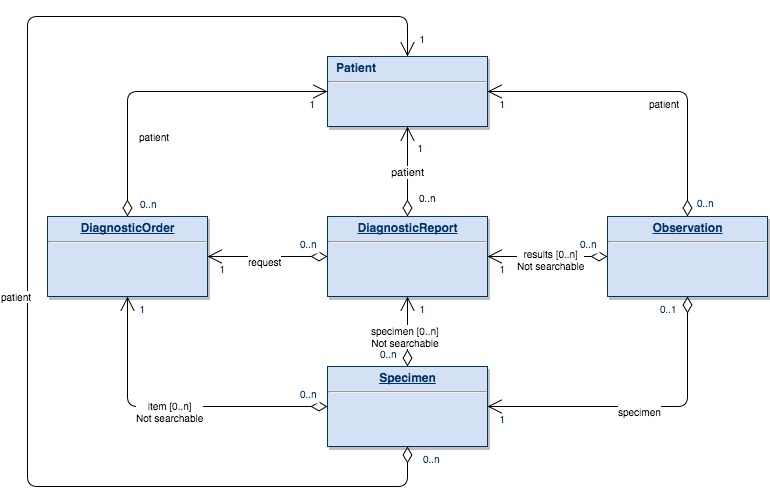 1
Patient
1
1
patient
patient
1
patient
0..n
0..n
0..n
DiagnosticOrder
DiagnosticReport
Observation
0..n
0..n
results [0..n]
request
1
1
Not searchable
patient
1
1
0..1
specimen [0..n]
Not searchable
0..n
Specimen
0..n
item [0..n]
Not searchable
specimen
1
0..n